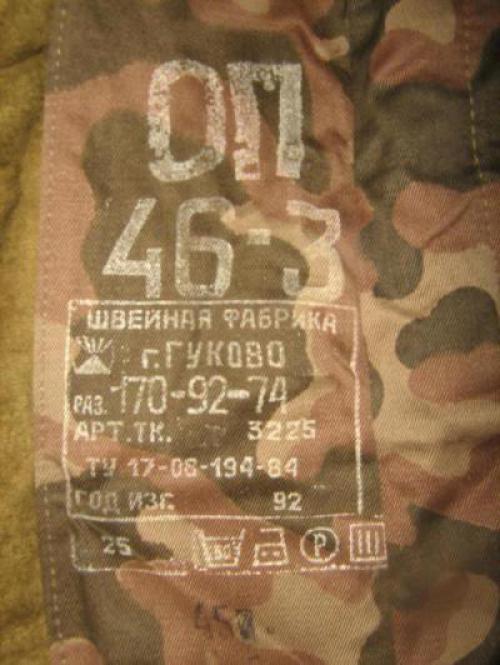 ОП
46-3
ШВЕЙНАЯ ФАБРИКА
г. ГУКОВО
РАЗ. 170-92-74
АРТ. ТК. 3225
ТУ 17-08-194-84
ГОД ИЗГ. 92
25 Р